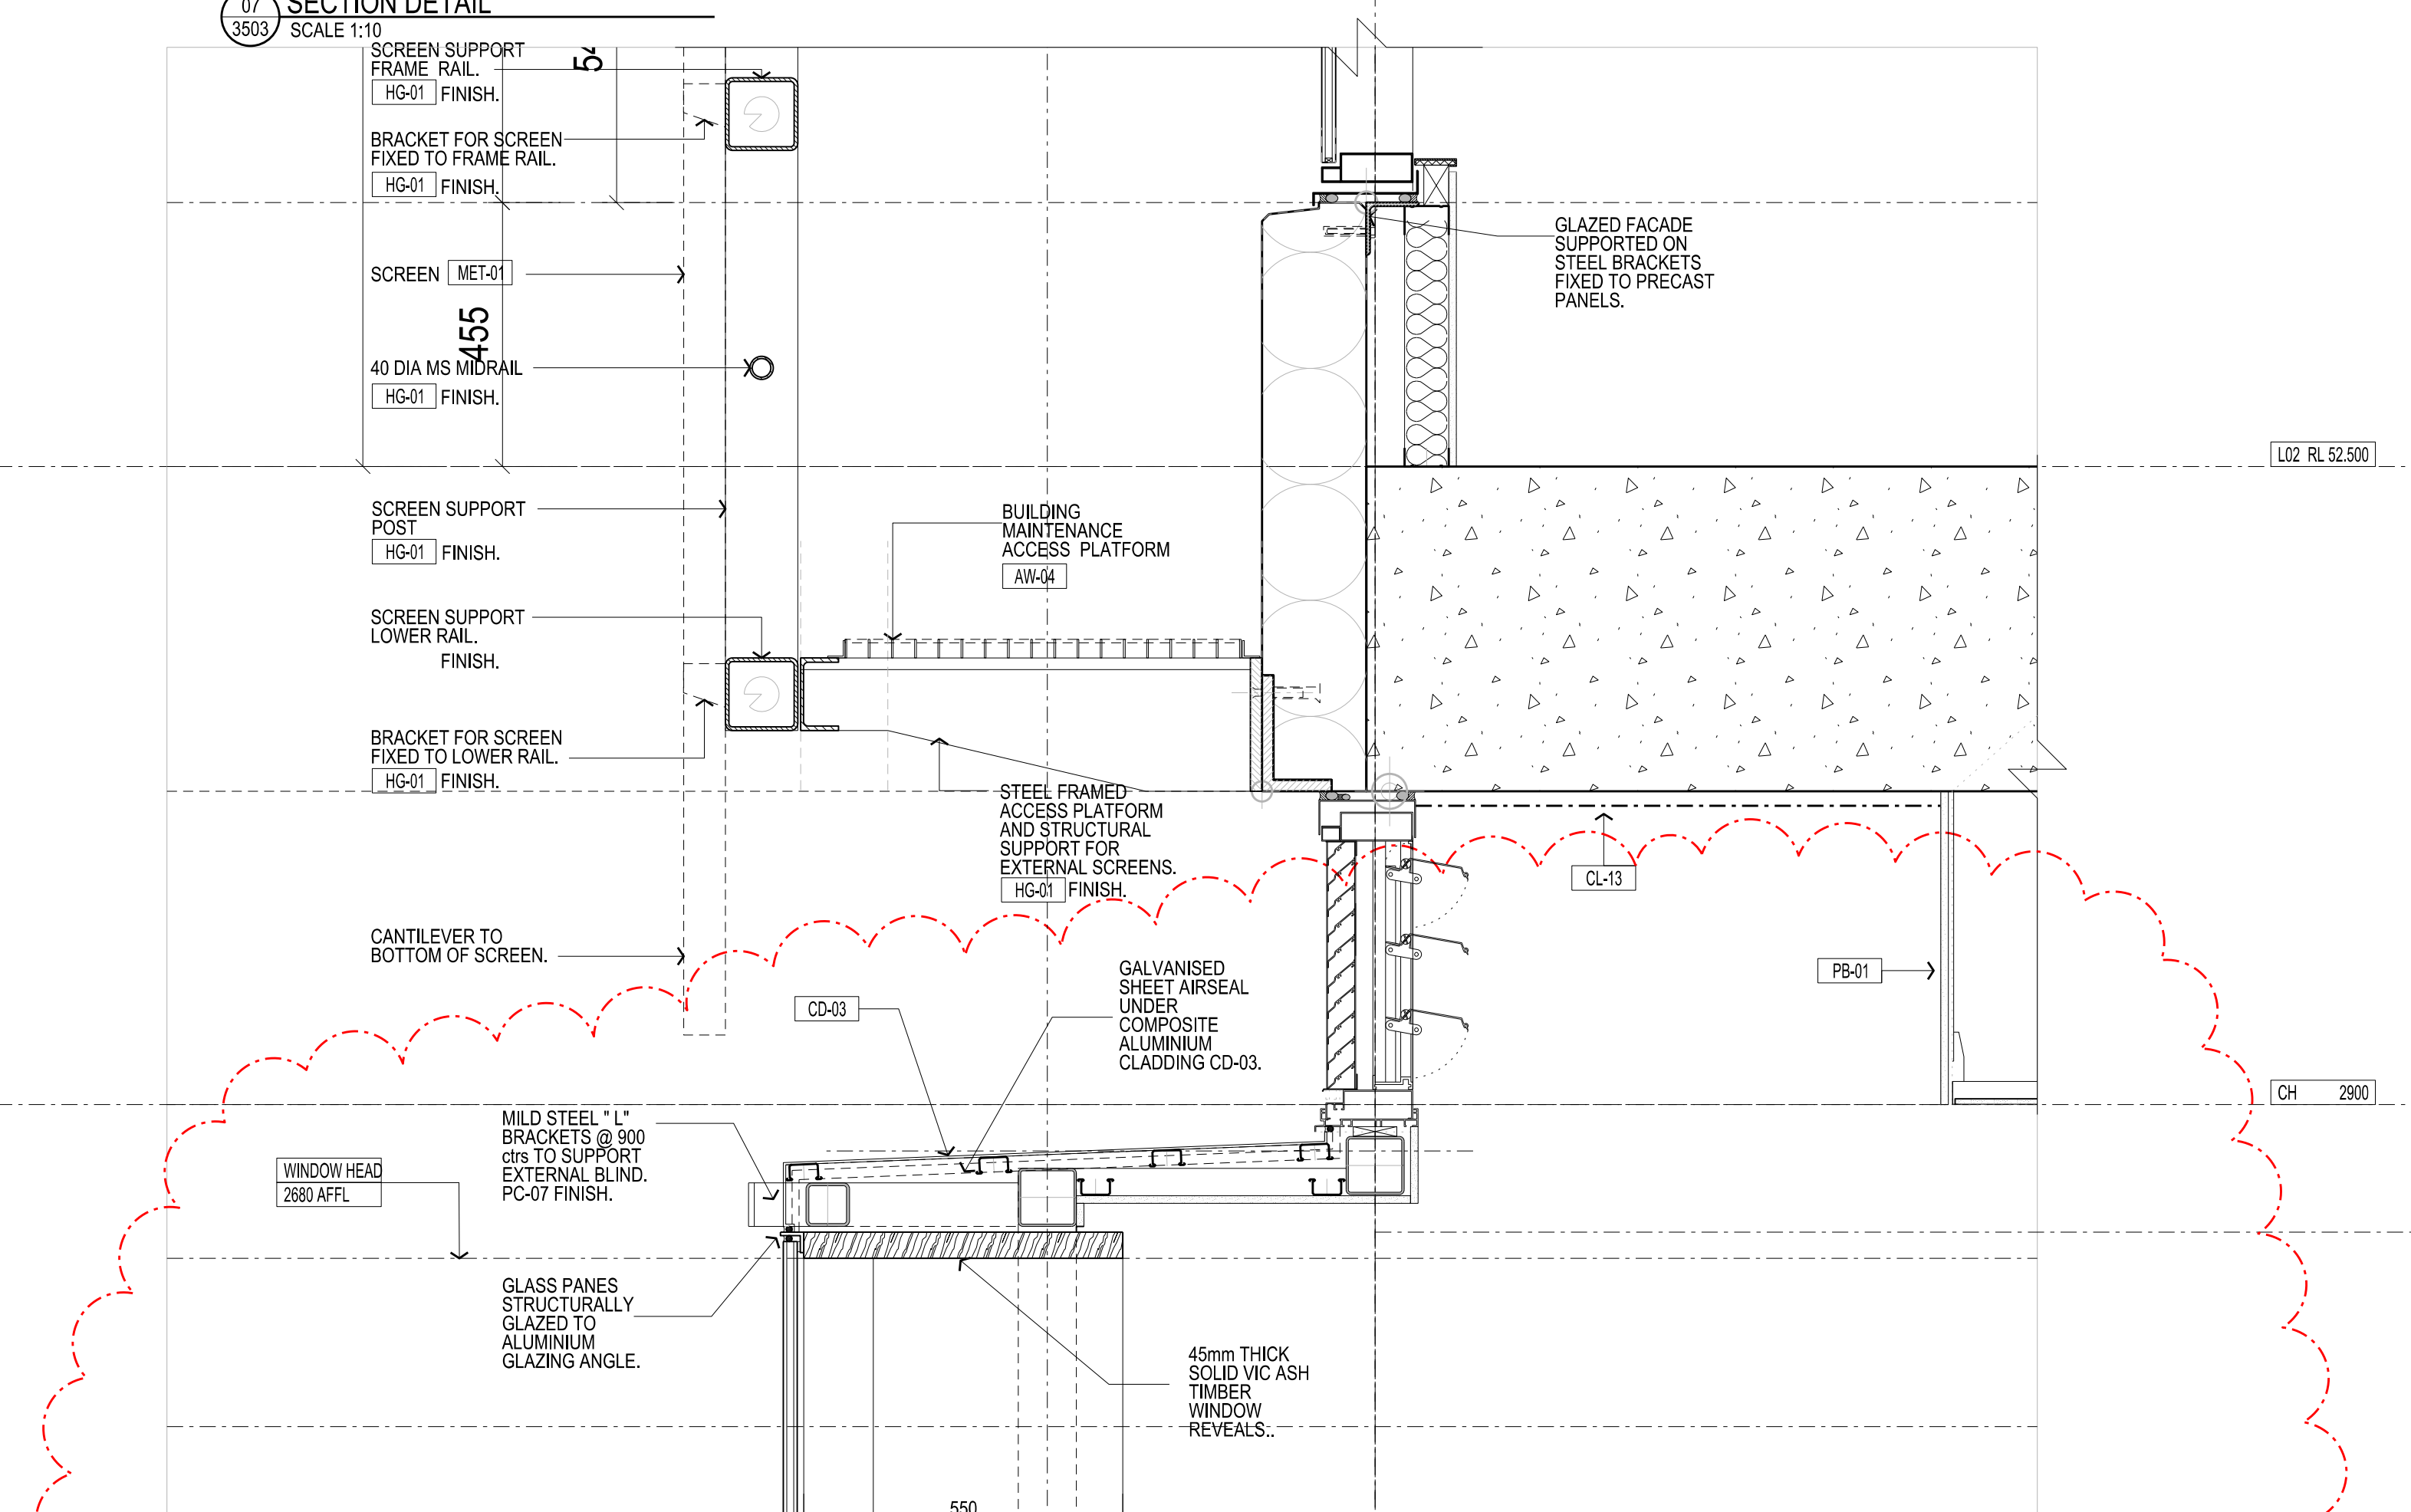 07
3503
SECTION DETAIL
SCALE 1:10
SCREEN SUPPORT
FRAME RAIL.
HG-01 FINISH.
BRACKET FOR SCREEN
FIXED TO FRAME RAIL.
HG-01 FINISH.
SCREEN MET-01
455
40 DIA MS MIDRAIL
HG-01 FINISH.
SCREEN SUPPORT
POST
HG-01 FINISH.
SCREEN SUPPORT
LOWER RAIL.
FINISH.
BRACKET FOR SCREEN
FIXED TO LOWER RAIL.
HG-01 FINISH.
CANTILEVER TO
BOTTOM OF SCREEN.
BUILDING
MAINTENANCE
ACCESS PLATFORM
AW-04
STEEL FRAMED
ACCESS PLATFORM
AND STRUCTURAL
SUPPORT FOR
EXTERNAL SCREENS.
HG-01 FINISH.
GLAZED FACADE
SUPPORTED ON
STEEL BRACKETS
FIXED TO PRECAST
PANELS.
L02 RL 52.500
CL-13
PB-01
CH 2900
CD-03
GALVANISED
SHEET AIRSEAL
UNDER
COMPOSITE
ALUMINIUM
CLADDING CD-03.
MILD STEEL " L"
BRACKETS @ 900
ctrs TO SUPPORT
EXTERNAL BLIND.
PC-07 FINISH.
WINDOW HEAD
2680 AFFL
GLASS PANES
STRUCTURALLY
GLAZED TO
ALUMINIUM
GLAZING ANGLE.
45mm THICK
SOLID VIC ASH
TIMBER
WINDOW
REVEALS..
550